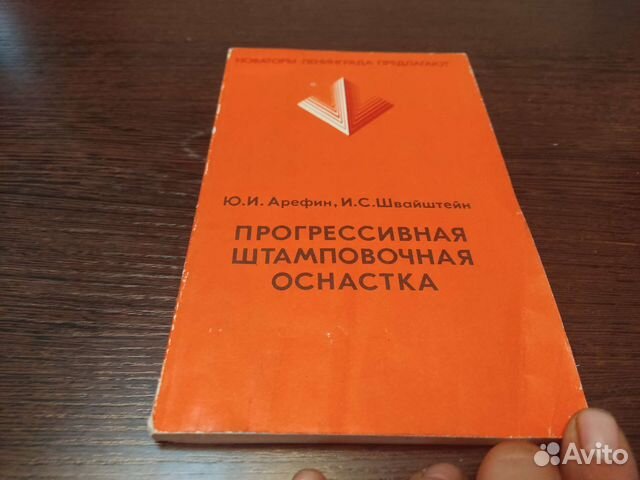 НОВАТОРЫ ЛЕНИНГРАДА ПРЕДЛАГАЮТ
Ю.И. Арефин, И.С.Швайштейн
ПРОГРЕССИВНАЯ
ШТАМПОВОЧНАЯ
ОСНАСТКА
Avito